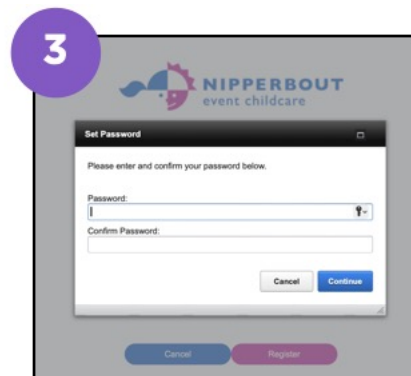 3
NIPPERBOUT
event childcare
Set Password
Please enter and confirm your password below.
Password:
Confirm Password:
Cancel Continue
Cancel Register